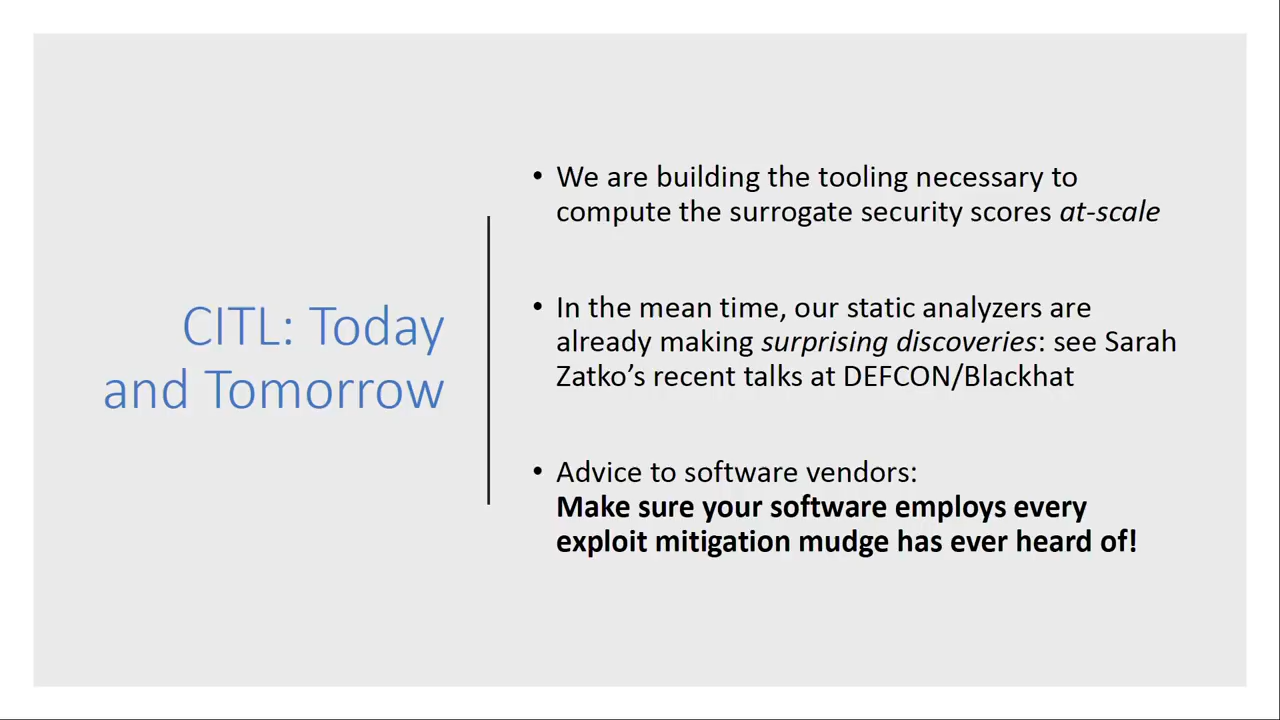 CITL: Today
and Tomorrow
• We are building the tooling necessary to
compute the surrogate security scores at-scale
• In the mean time, our static analyzers are
already making surprising discoveries: see Sarah
Zatko’s recent talks at DEFCON/Blackhat
• Advice to software vendors:
Make sure your software employs every
exploit mitigation mudge has ever heard of!